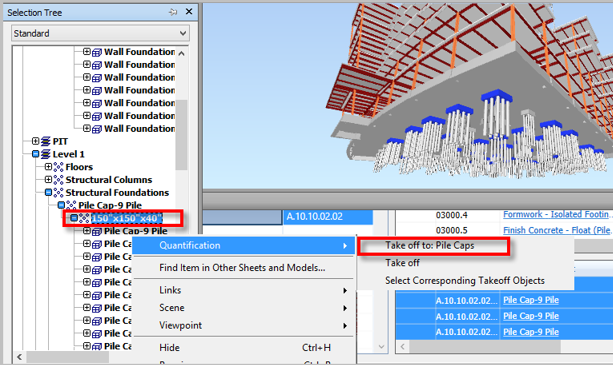 Selection Tree
Standard
Wall Foundation
Wall Foundation
Wall Foundation
Wall Foundation
Wall Foundation
Wall Foundation
Wall Foundation
PIT
Level 1
Floors
Structural Columns
Structural Foundations
Pile Cap-9 Pile
150"x150"x40"
Pile Cap-9 Pile
Pile Ca
Pile Ca
Pile Ca
Pile Ca
Pile Ca
Pile Ca
Pile Ca
Pile Ca
Pile Ca
Quantification
Find Item in Other Sheets and Models...
Links
Scene
Viewpoint
Hide Ctrl+H
Ctrl+R
Take off to: Pile Caps
Take off
Select Corresponding Takeoff Objects
A.10.10.02.02
03000.4 Formwork - Isolated Footin...
03000.5 Finish Concrete - Float (Pile...
A.10.10.02.02... Pile Cap-9 Pile
A.10.10.02.02... Pile Cap-9 Pile
A.10.10.02.02... Pile Cap-9 Pile